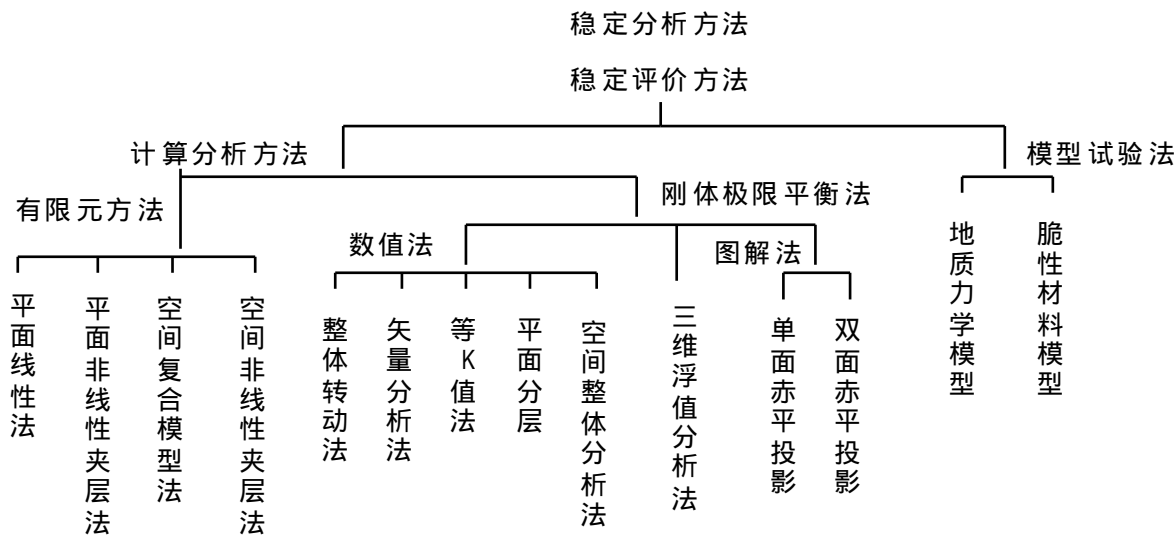 稳定分析方法
稳定评价方法
计算分析方法
模型试验法
有限元方法
刚体极限平衡法
数值法
图解法
平面线性法
平面非线性夹层法
空间复合模型法
空间非线性夹层法
整体转动法
矢量分析法
等K值法
平面分层
空间整体分析法
三维浮值分析法
单面赤平投影
双面赤平投影
地质力学模型
脆性材料模型